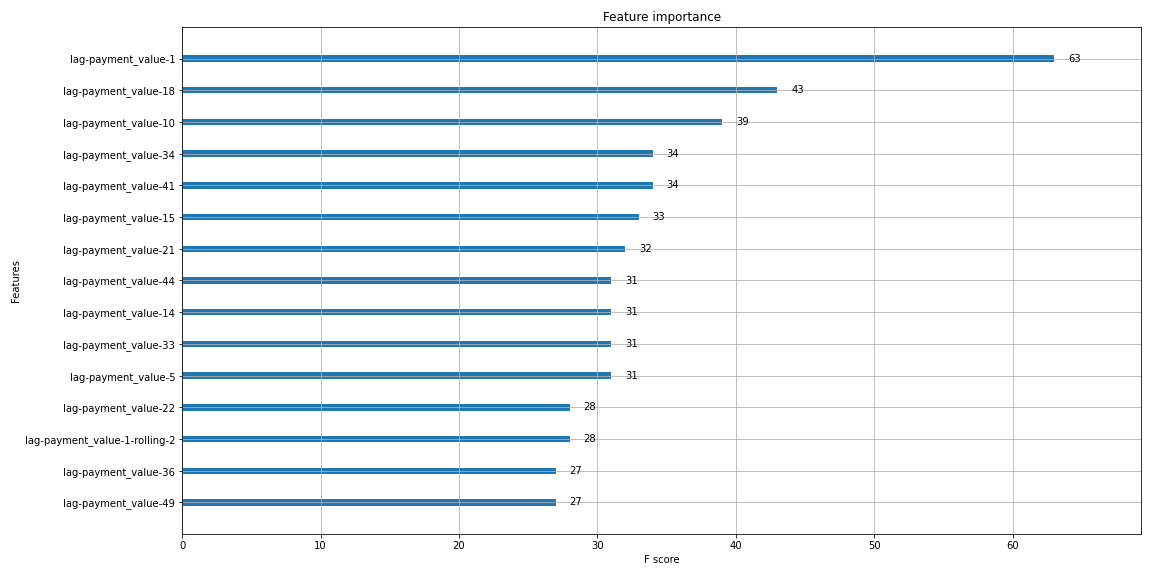 Feature importance
lag-payment_value-1 63
lag-payment_value-18 43
lag-payment_value-10 39
lag-payment_value-34 34
lag-payment_value-41 34
lag-payment_value-15 33
lag-payment_value-21 32
lag-payment_value-44 31
lag-payment_value-14 31
lag-payment_value-33 31
lag-payment_value-5 31
lag-payment_value-22 28
lag-payment_value-1-rolling-2 28
lag-payment_value-36 27
lag-payment_value-49 27
Features
0 10 20 30 40 50 60
F score